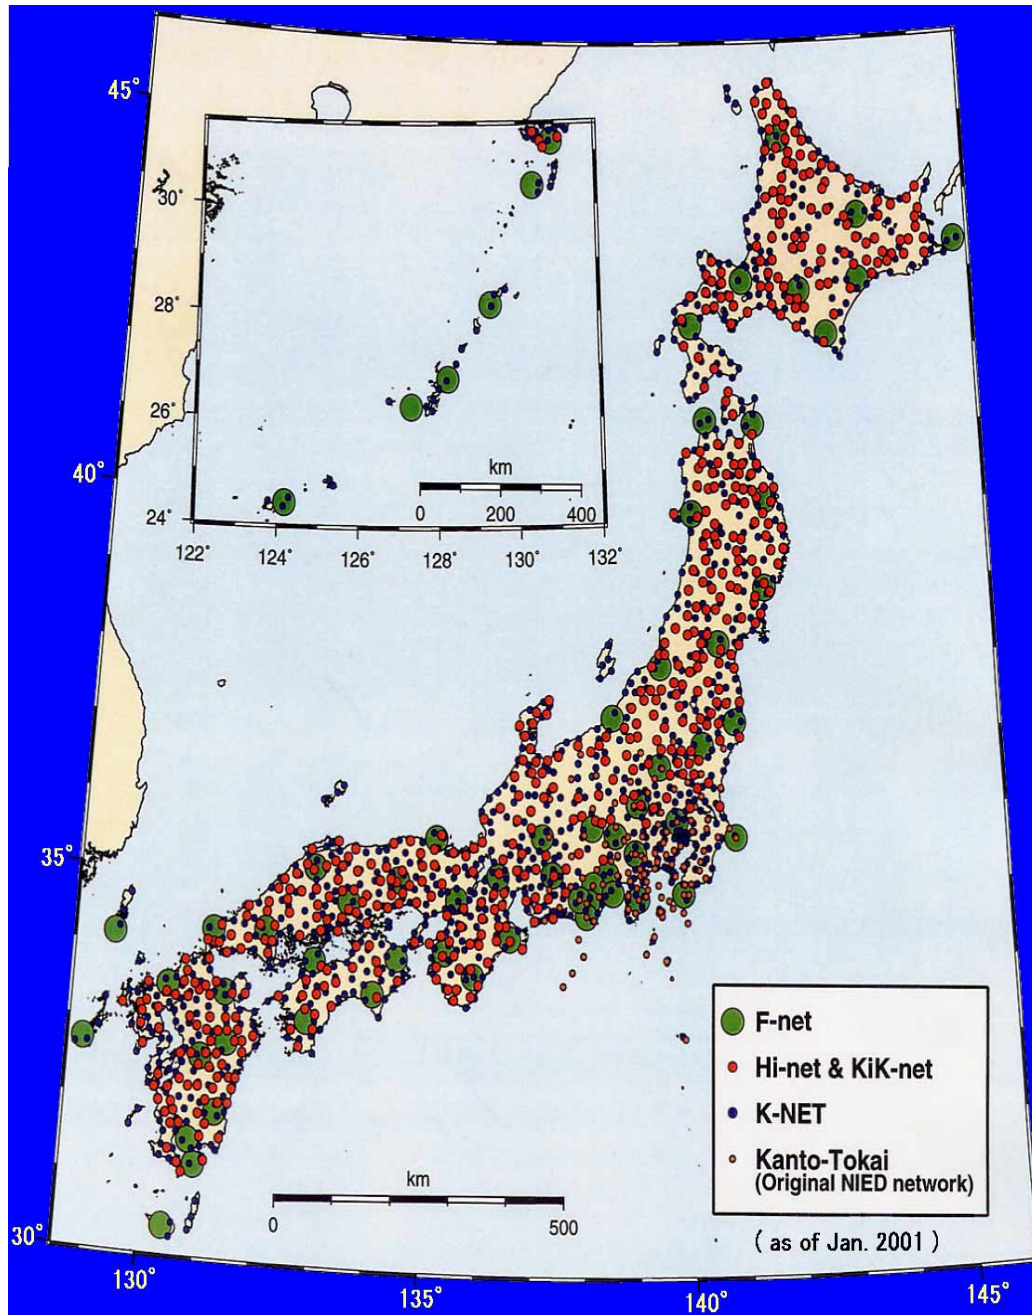 45°
40°
35°
30°
130°
135°
140°
145°
30°
28°
26°
24°
122°
124°
126°
128°
130°
132°
km
0 200 400
km
0 500
F-net
Hi-net & KiK-net
K-NET
Kanto-Tokai
(Original NIED network)
( as of Jan. 2001 )